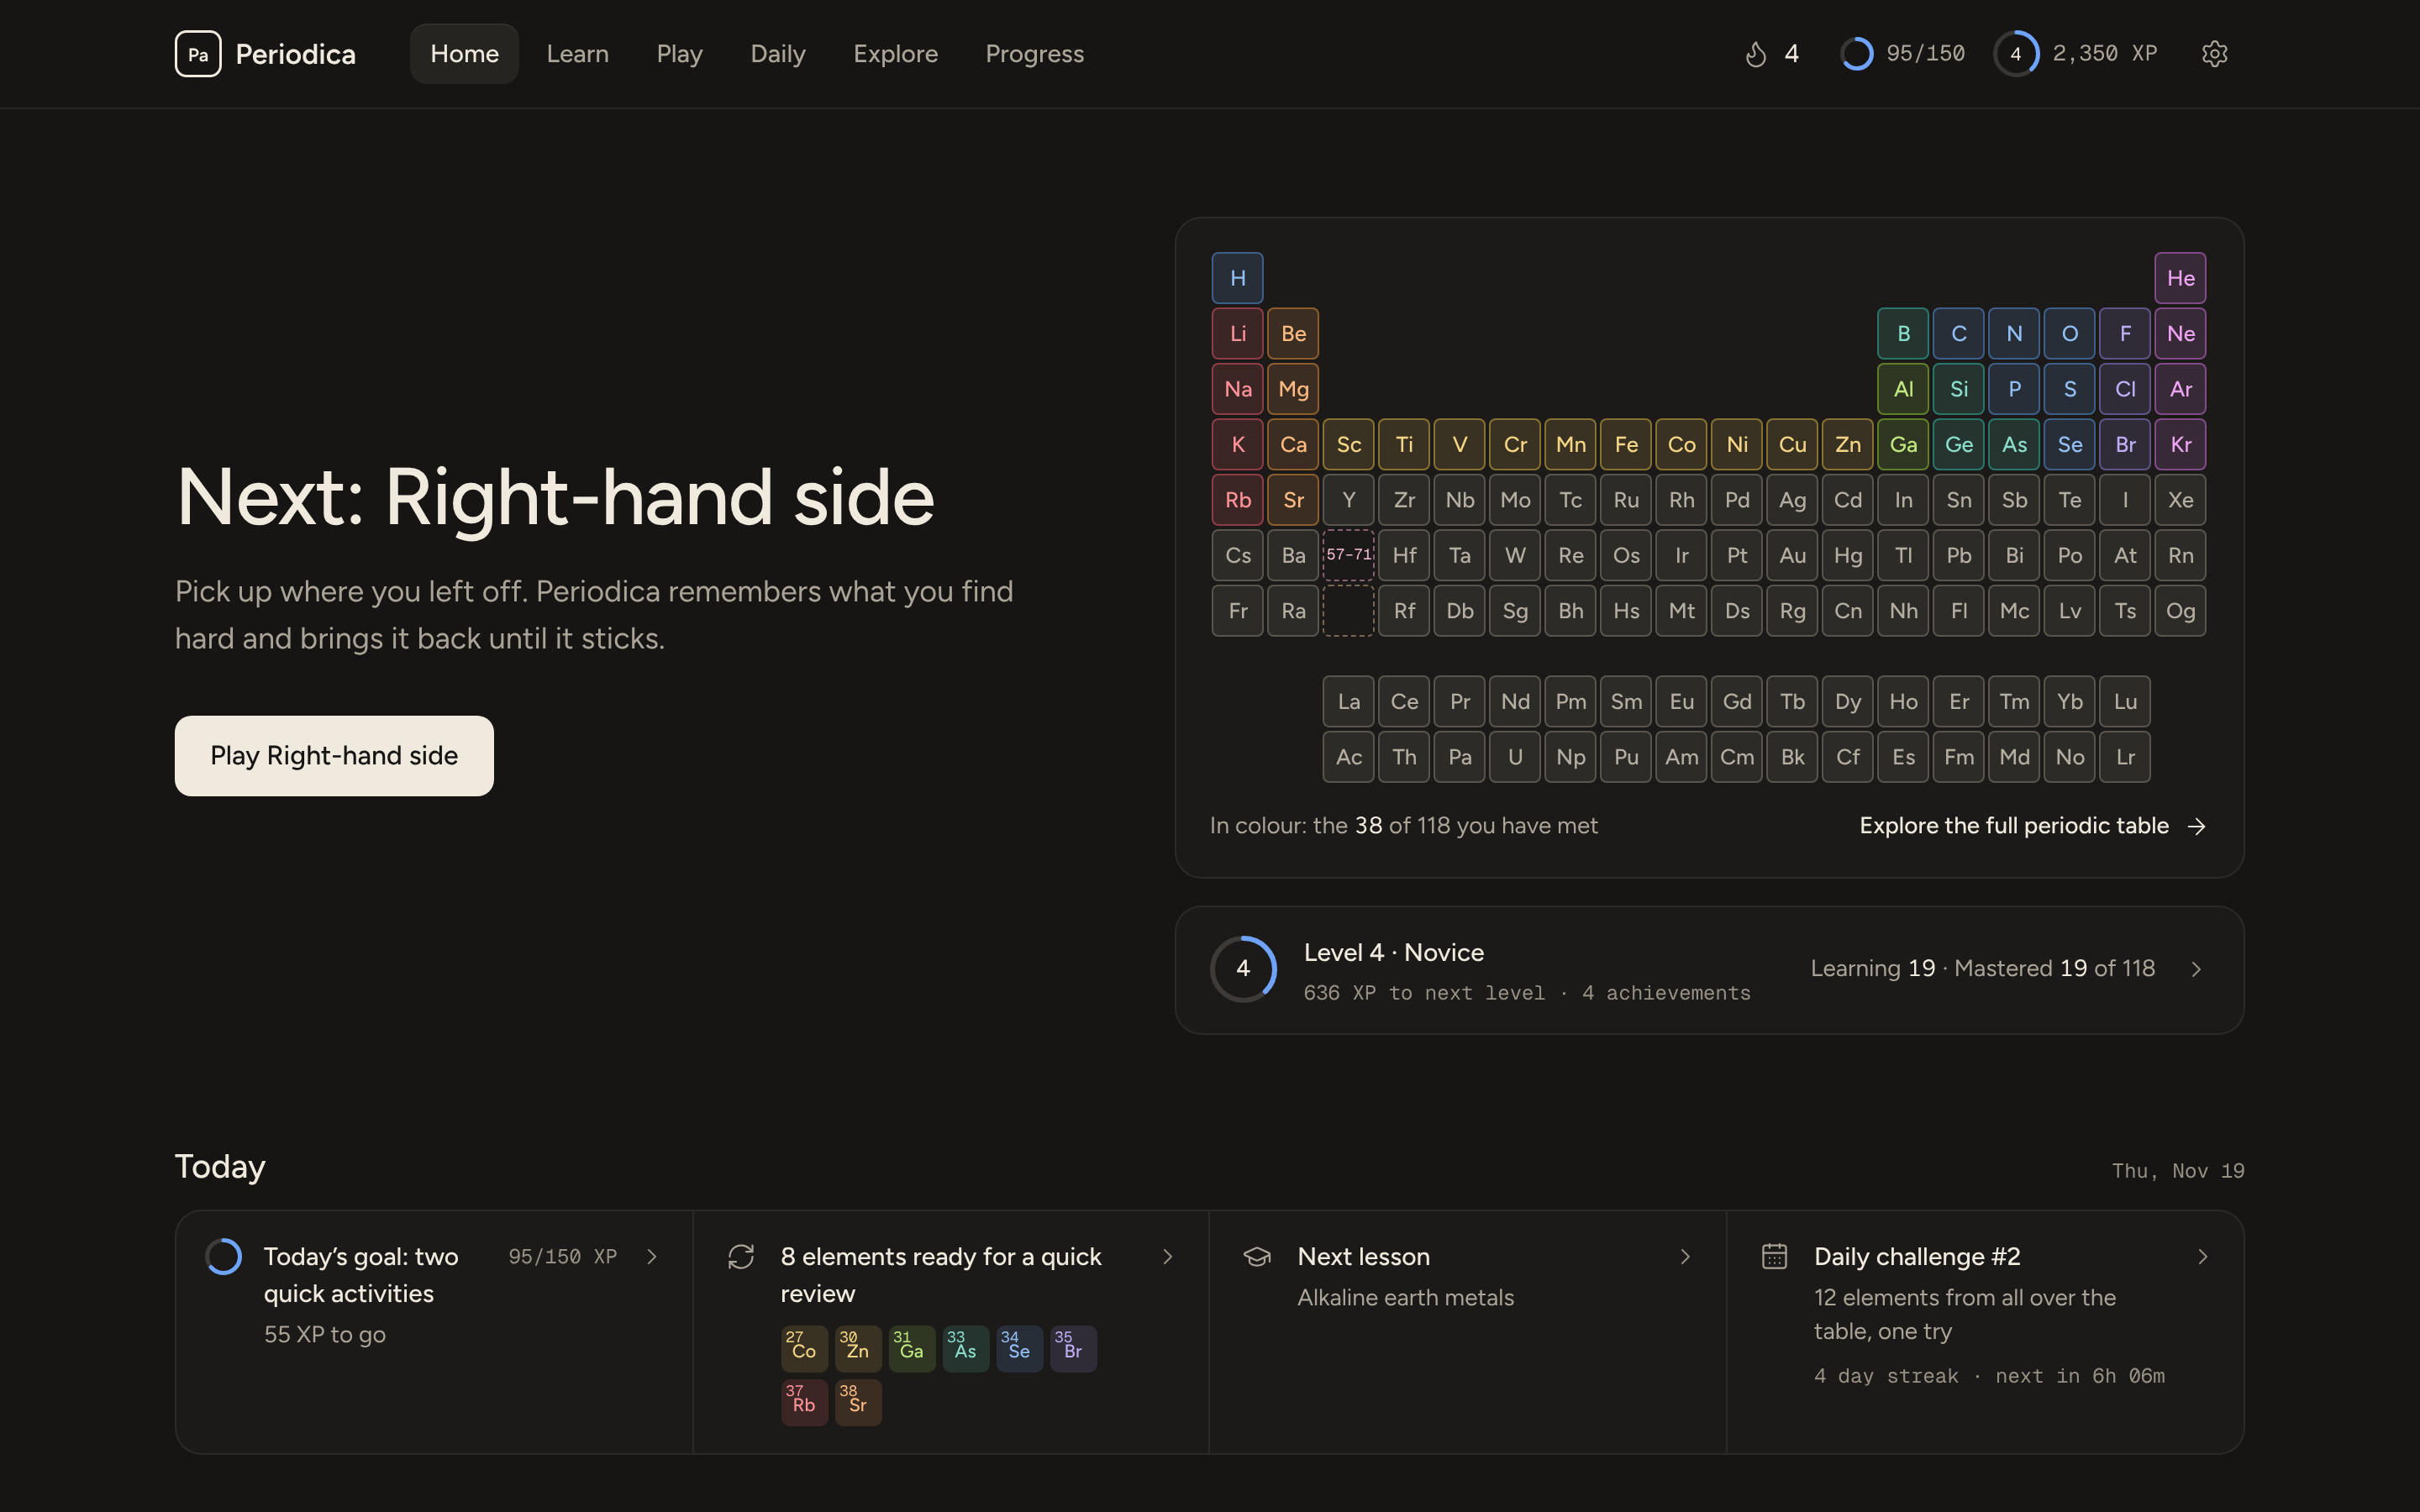 Pa Periodica Home Learn Play Daily Explore Progress 4 95/150 4 2,350 XP
Next: Right-hand side
Pick up where you left off. Periodica remembers what you find
hard and brings it back until it sticks.
Play Right-hand side
H He
Li Be B C N O F Ne
Na Mg Al Si P S Cl Ar
K Ca Sc Ti V Cr Mn Fe Co Ni Cu Zn Ga Ge As Se Br Kr
Rb Sr Y Zr Nb Mo Tc Ru Rh Pd Ag Cd In Sn Sb Te I Xe
Cs Ba 57-71 Hf Ta W Re Os Ir Pt Au Hg Tl Pb Bi Po At Rn
Fr Ra Rf Db Sg Bh Hs Mt Ds Rg Cn Nh Fl Mc Lv Ts Og
La Ce Pr Nd Pm Sm Eu Gd Tb Dy Ho Er Tm Yb Lu
Ac Th Pa U Np Pu Am Cm Bk Cf Es Fm Md No Lr
In colour: the 38 of 118 you have met
Explore the full periodic table
4
Level 4 · Novice
636 XP to next level · 4 achievements
Learning 19 · Mastered 19 of 118
Today
Thu, Nov 19
Today’s goal: two
quick activities
95/150 XP
55 XP to go
8 elements ready for a quick
review
27 Co 30 Zn 31 Ga 33 As 34 Se 35 Br
37 Rb 38 Sr
Next lesson
Alkaline earth metals
Daily challenge #2
12 elements from all over the
table, one try
4 day streak · next in 6h 06m